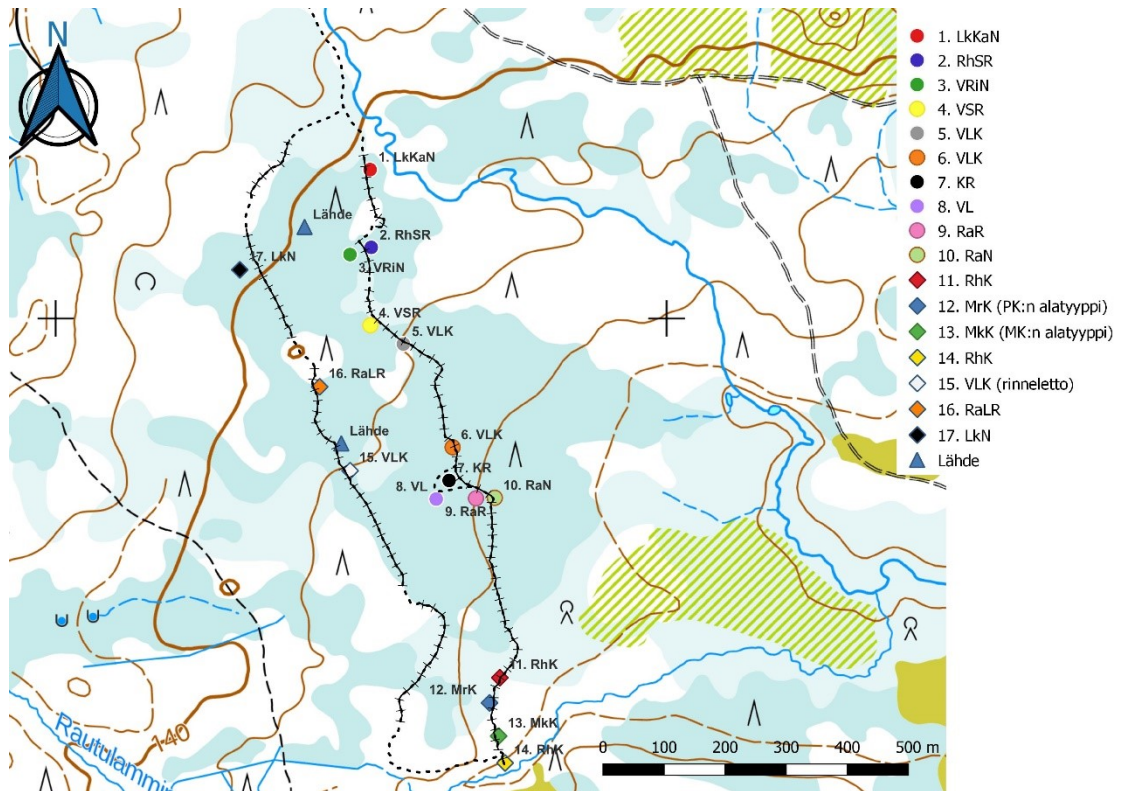 N
1. LkKaN
Lähde
2. RhSR
17. LkN
3. VRiN
4. VSR
5. VLK
16. RaLR
Lähde
6. VLK
15. VLK
7. KR
8. VL
10. RaN
9. RaR
11. RhK
12. MrK
13. MkK
14. RhK
140
Rautulammin
0 100 200 300 400 500 m
1. LkKaN
2. RhSR
3. VRiN
4. VSR
5. VLK
6. VLK
7. KR
8. VL
9. RaR
10. RaN
11. RhK
12. MrK (PK:n alatyyppi)
13. MkK (MK:n alatyyppi)
14. RhK
15. VLK (rinneletto)
16. RaLR
17. LkN
Lähde